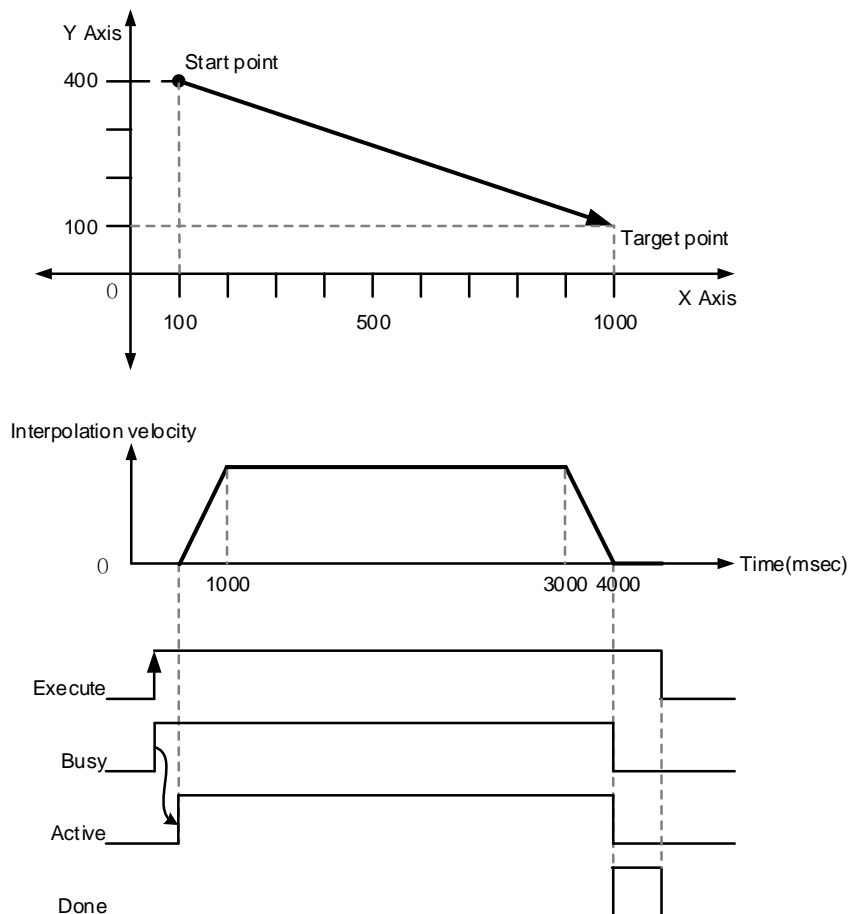 Y Axis
Start point
400
100
Target point
0
X Axis
100 500 1000
Interpolation velocity
0
Time(msec)
1000 3000 4000
Execute
Busy
Active
Done